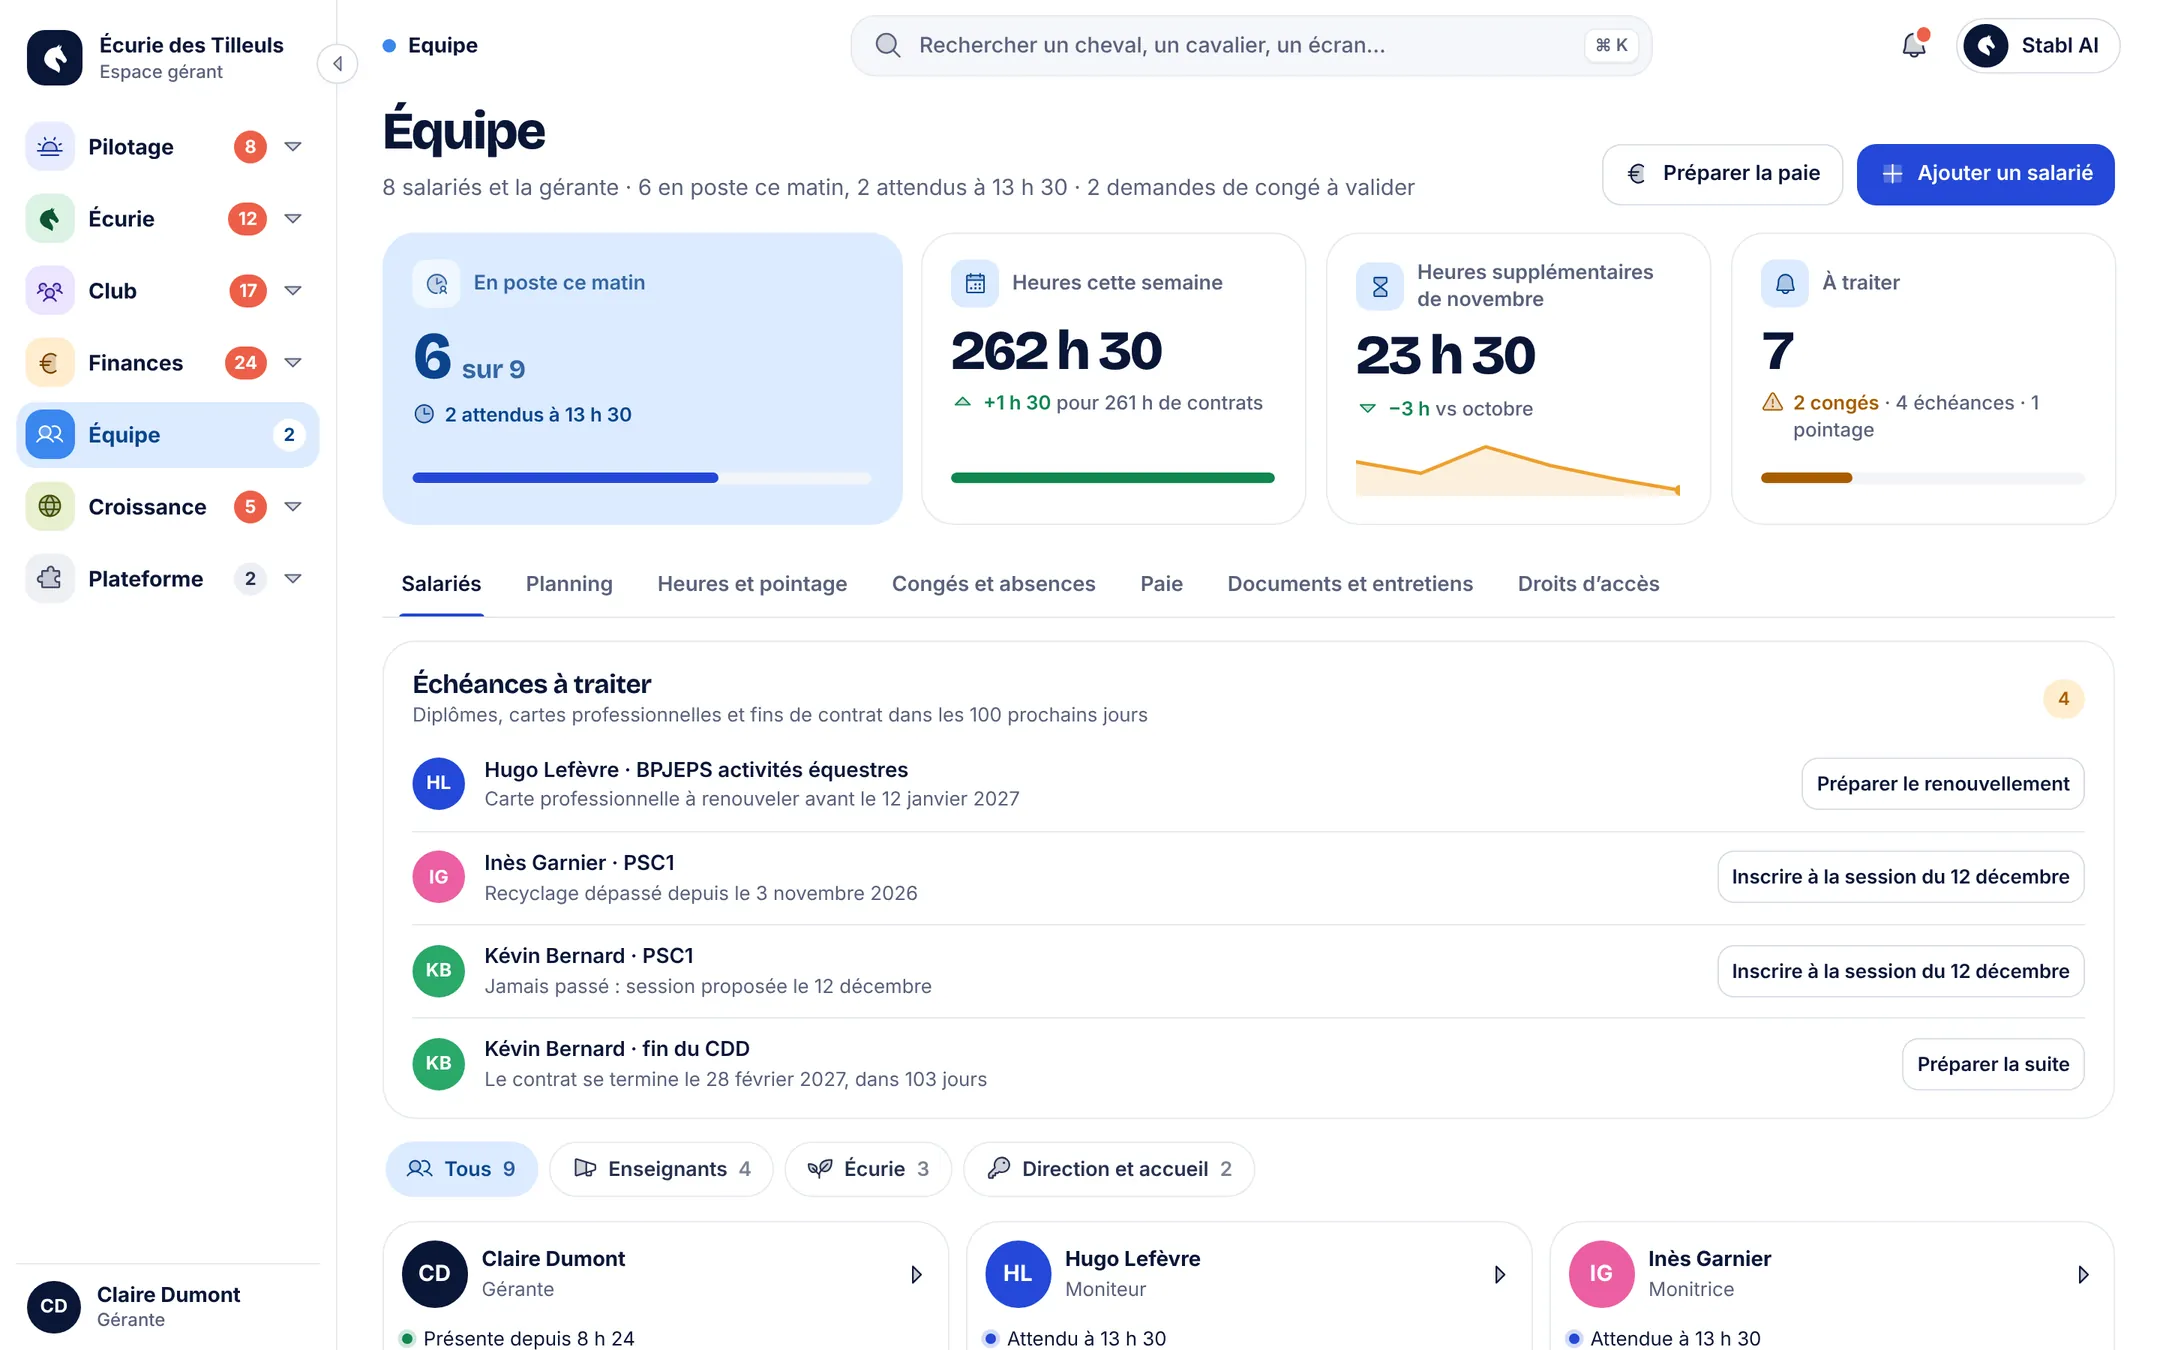 Écurie des Tilleuls
Espace gérant
Equipe
Rechercher un cheval, un cavalier, un écran...
⌘ K
Stabl AI
Pilotage 8
Écurie 12
Club 17
Finances 24
Équipe 2
Croissance 5
Plateforme 2
Claire Dumont
CD
Gérante
Équipe
8 salariés et la gérante · 6 en poste ce matin, 2 attendus à 13 h 30 · 2 demandes de congé à valider
€ Préparer la paie
+ Ajouter un salarié
En poste ce matin
6 sur 9
2 attendus à 13 h 30
Heures cette semaine
262 h 30
+1 h 30 pour 261 h de contrats
Heures supplémentaires
de novembre
23 h 30
−3 h vs octobre
À traiter
7
2 congés · 4 échéances · 1
pointage
Salariés Planning Heures et pointage Congés et absences Paie Documents et entretiens Droits d’accès
Échéances à traiter
Diplômes, cartes professionnelles et fins de contrat dans les 100 prochains jours
4
HL
Hugo Lefèvre · BPJEPS activités équestres
Carte professionnelle à renouveler avant le 12 janvier 2027
Préparer le renouvellement
IG
Inès Garnier · PSC1
Recyclage dépassé depuis le 3 novembre 2026
Inscrire à la session du 12 décembre
KB
Kévin Bernard · PSC1
Jamais passé : session proposée le 12 décembre
Inscrire à la session du 12 décembre
KB
Kévin Bernard · fin du CDD
Le contrat se termine le 28 février 2027, dans 103 jours
Préparer la suite
Tous 9 Enseignants 4 Écurie 3 Direction et accueil 2
CD
Claire Dumont
Gérante
Présente depuis 8 h 24
HL
Hugo Lefèvre
Moniteur
Attendu à 13 h 30
IG
Inès Garnier
Monitrice
Attendue à 13 h 30